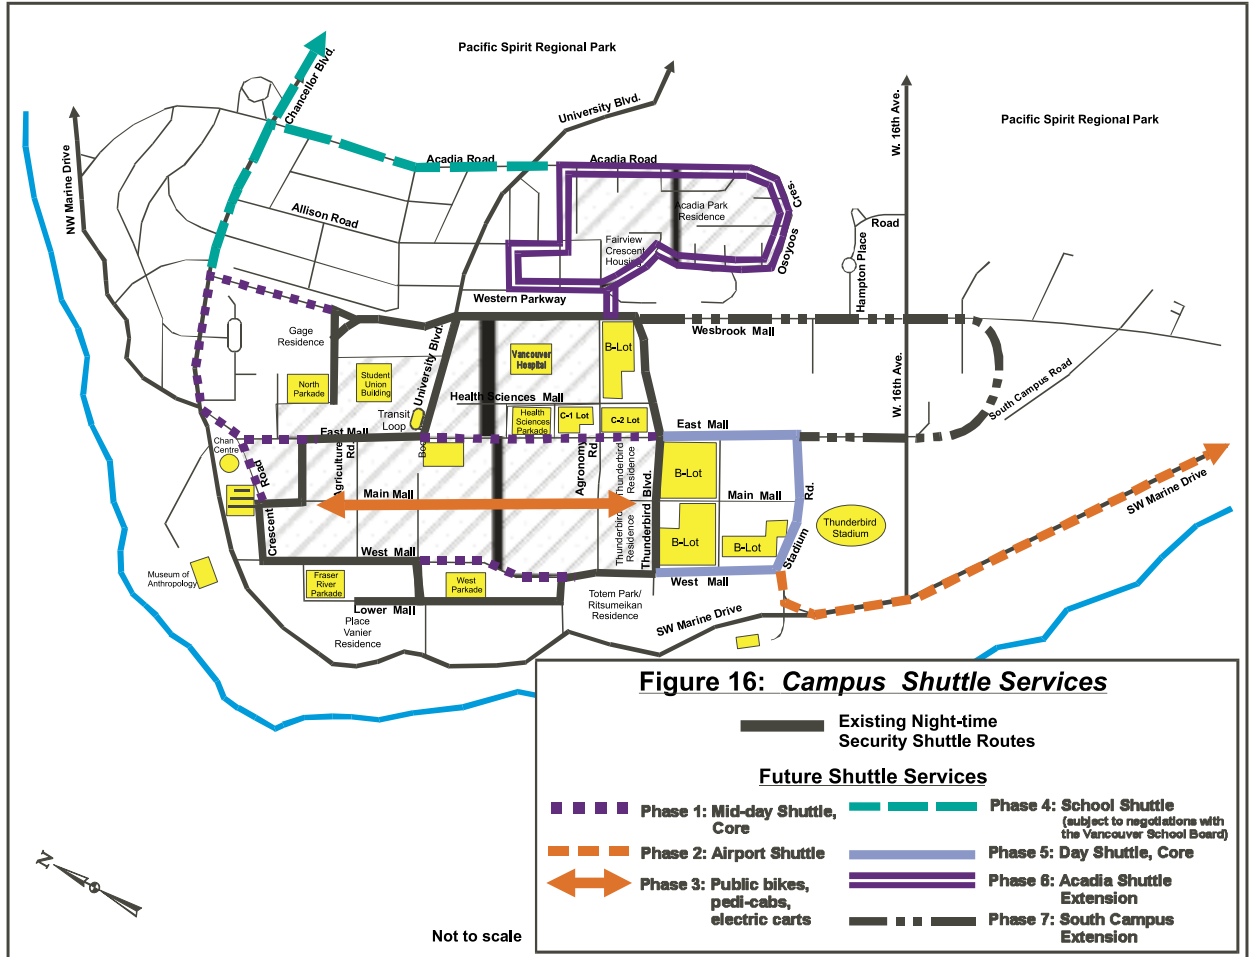 Pacific Spirit Regional Park
Chancellor Blvd.
University Blvd.
W. 16th Ave.
Pacific Spirit Regional Park
NW Marine Drive
Acadia Road
Acadia Road
Cres.
Allison Road
Acadia Park
Residence
Road
Fairview
Crescent
Housing
Osoyoos
Hampton Place
Western Parkway
Wesbrook Mall
Gage
Residence
University Blvd.
Vancouver
Hospital
B-Lot
W. 16th Ave.
South Campus Road
North
Parkade
Student
Union
Building
Health Sciences Mall
Transit
Loop
Health
Sciences
Parkade
C-1 Lot
C-2 Lot
East Mall
East Mall
Chan
Centre
Road
Agriculture
Rd.
Agronomy
Rd
Thunderbird
Residence
Thunderbird Blvd.
B-Lot
Main Mall
Main Mall
Rd.
SW Marine Drive
Crescent
Thunderbird
Residence
B-Lot
B-Lot
Stadium
Thunderbird
Stadium
West Mall
West Mall
Museum of
Anthropology
Fraser
River
Parkade
West
Parkade
Lower Mall
Totem Park/
Ritsumeikan
Residence
SW Marine Drive
Place
Vanier
Residence
Figure 16: Campus Shuttle Services
Existing Night-time
Security Shuttle Routes
Future Shuttle Services
Phase 1: Mid-day Shuttle,
Core
Phase 2: Airport Shuttle
Phase 3: Public bikes,
pedi-cabs,
electric carts
Phase 4: School Shuttle
(subject to negotiations with
the Vancouver School Board)
Phase 5: Day Shuttle, Core
Phase 6: Acadia Shuttle
Extension
Phase 7: South Campus
Extension
N
Not to scale